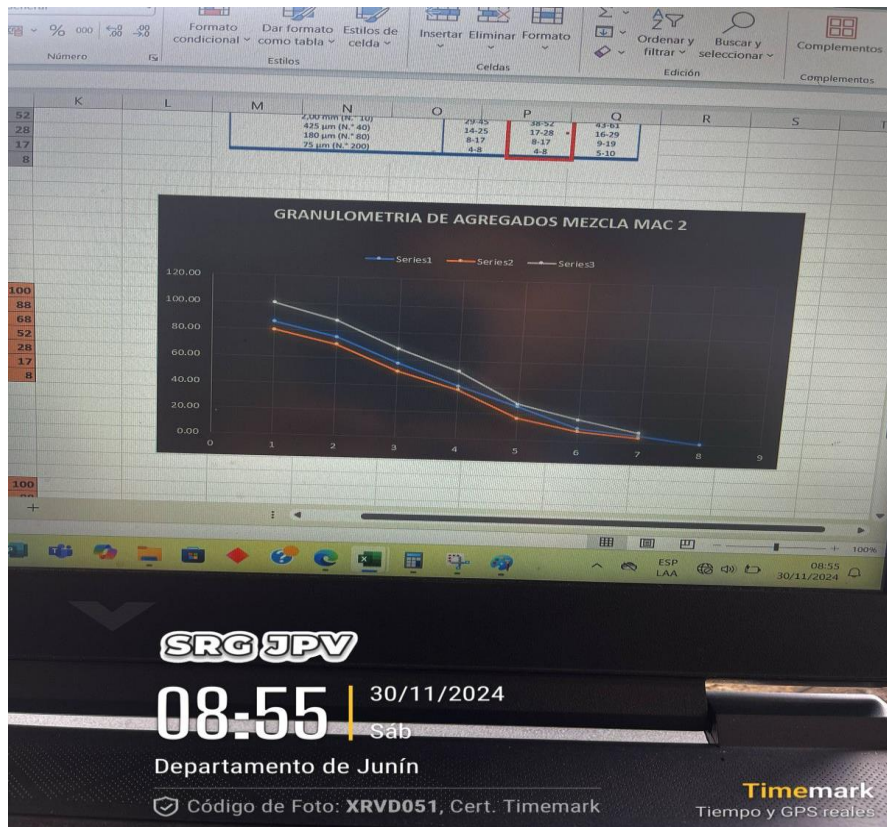 % 000
Formato condicional
Dar formato como tabla
Estilos de celda
Insertar Eliminar Formato
Ordenar y filtrar
Buscar y seleccionar
Complementos
Número
Estilos
Celdas
Edición
Complementos
K L M N O P Q R S
2,00 mm (N.° 10) 29-45 38-52 43-61
425 µm (N.° 40) 14-25 17-28 16-29
180 µm (N.° 80) 8-17 8-17 9-19
75 µm (N.° 200) 4-8 4-8 5-10
52
28
17
8
GRANULOMETRIA DE AGREGADOS MEZCLA MAC 2
Series1 Series2 Series3
120.00
100.00
80.00
60.00
40.00
20.00
0.00
0 1 2 3 4 5 6 7 8 9
100
88
68
52
28
17
8
100
100%
ESP
LAA
08:55
30/11/2024
SRG JPV
08:55
30/11/2024
Sáb
Departamento de Junín
Código de Foto: XRVD051, Cert. Timemark
Timemark
Tiempo y GPS reales